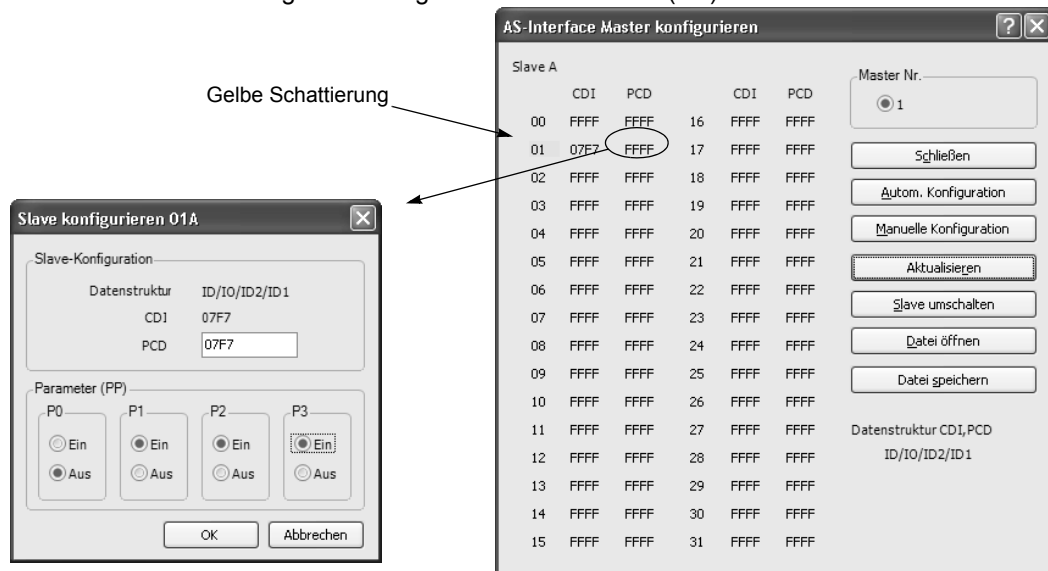 AS-Interface Master konfigurieren
Slave A
CDI PCD CDI PCD
00 FFFF FFFF 16 FFFF FFFF
01 07F7 FFFF 17 FFFF FFFF
02 FFFF FFFF 18 FFFF FFFF
03 FFFF FFFF 19 FFFF FFFF
04 FFFF FFFF 20 FFFF FFFF
05 FFFF FFFF 21 FFFF FFFF
06 FFFF FFFF 22 FFFF FFFF
07 FFFF FFFF 23 FFFF FFFF
08 FFFF FFFF 24 FFFF FFFF
09 FFFF FFFF 25 FFFF FFFF
10 FFFF FFFF 26 FFFF FFFF
11 FFFF FFFF 27 FFFF FFFF
12 FFFF FFFF 28 FFFF FFFF
13 FFFF FFFF 29 FFFF FFFF
14 FFFF FFFF 30 FFFF FFFF
15 FFFF FFFF 31 FFFF FFFF
Master Nr.
1
Schließen
Autom. Konfiguration
Manuelle Konfiguration
Aktualisieren
Slave umschalten
Datei öffnen
Datei speichern
Datenstruktur CDI,PCD
ID/IO/ID2/ID1
Gelbe Schattierung
Slave konfigurieren 01A
Slave-Konfiguration
Datenstruktur ID/IO/ID2/ID1
CDI 07F7
PCD 07F7
Parameter (PP)
P0 P1 P2 P3
Ein Ein Ein Ein
Aus Aus Aus Aus
OK Abbrechen